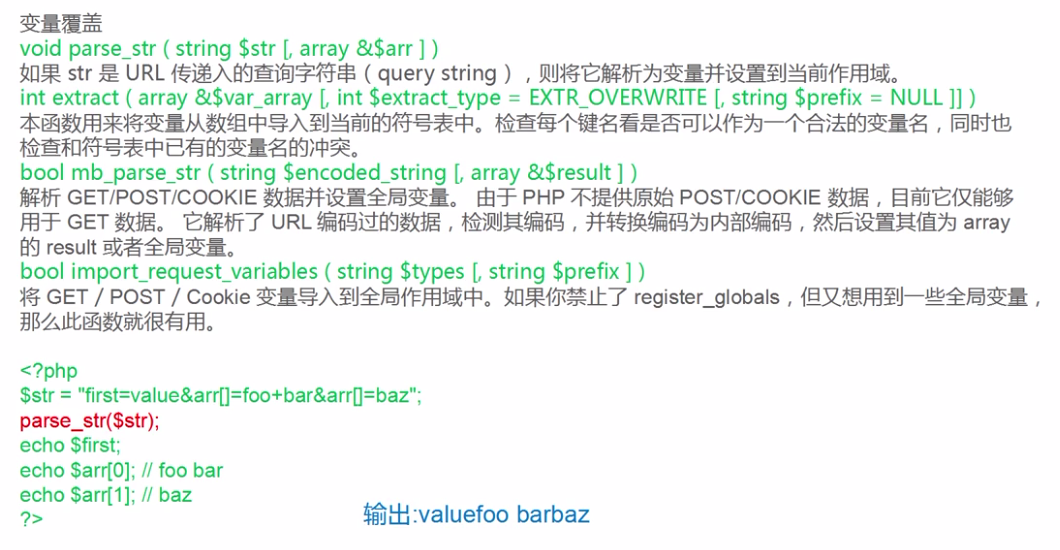 变量覆盖
void parse_str ( string $str [, array &$arr ] )
如果 str 是 URL 传递入的查询字符串（query string），则将它解析为变量并设置到当前作用域。
int extract ( array &$var_array [, int $extract_type = EXTR_OVERWRITE [, string $prefix = NULL ]] )
本函数用来将变量从数组中导入到当前的符号表中。检查每个键名看是否可以作为一个合法的变量名，同时也
检查和符号表中已有的变量名的冲突。
bool mb_parse_str ( string $encoded_string [, array &$result ] )
解析 GET/POST/COOKIE 数据并设置全局变量。 由于 PHP 不提供原始 POST/COOKIE 数据，目前它仅能够
用于 GET 数据。 它解析了 URL 编码过的数据，检测其编码，并转换编码为内部编码，然后设置其值为 array
的 result 或者全局变量。
bool import_request_variables ( string $types [, string $prefix ] )
将 GET / POST / Cookie 变量导入到全局作用域中。如果你禁止了 register_globals，但又想用到一些全局变量，
那么此函数就很有用。
<?php
$str = "first=value&arr[]=foo+bar&arr[]=baz";
parse_str($str);
echo $first;
echo $arr[0]; // foo bar
echo $arr[1]; // baz
?>
输出:valuefoo barbaz